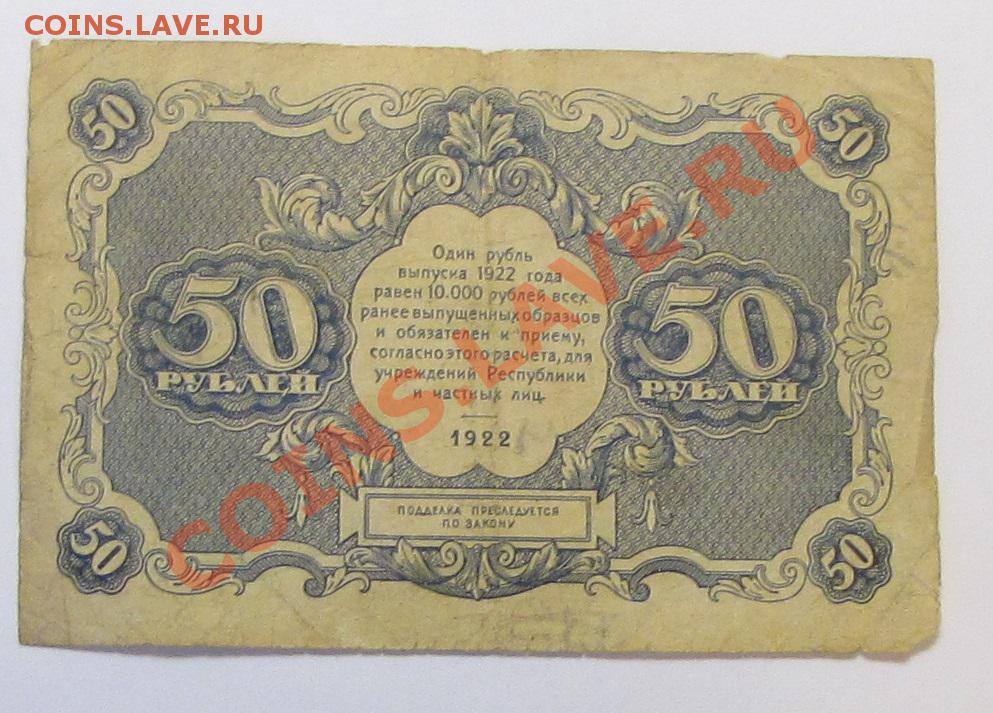 COINS.LAVE.RU
50
50
Один рубль
выпуска 1922 года
равен 10.000 рублей всех
ранее выпущенных образцов
и обязателен к приему,
согласно этого расчета, для
учреждений Республики
и частных лиц.
1922
50
РУБЛЕЙ
50
РУБЛЕЙ
ПОДДЕЛКА ПРЕСЛЕДУЕТСЯ
ПО ЗАКОНУ
50
50
COINS.LAVE.RU